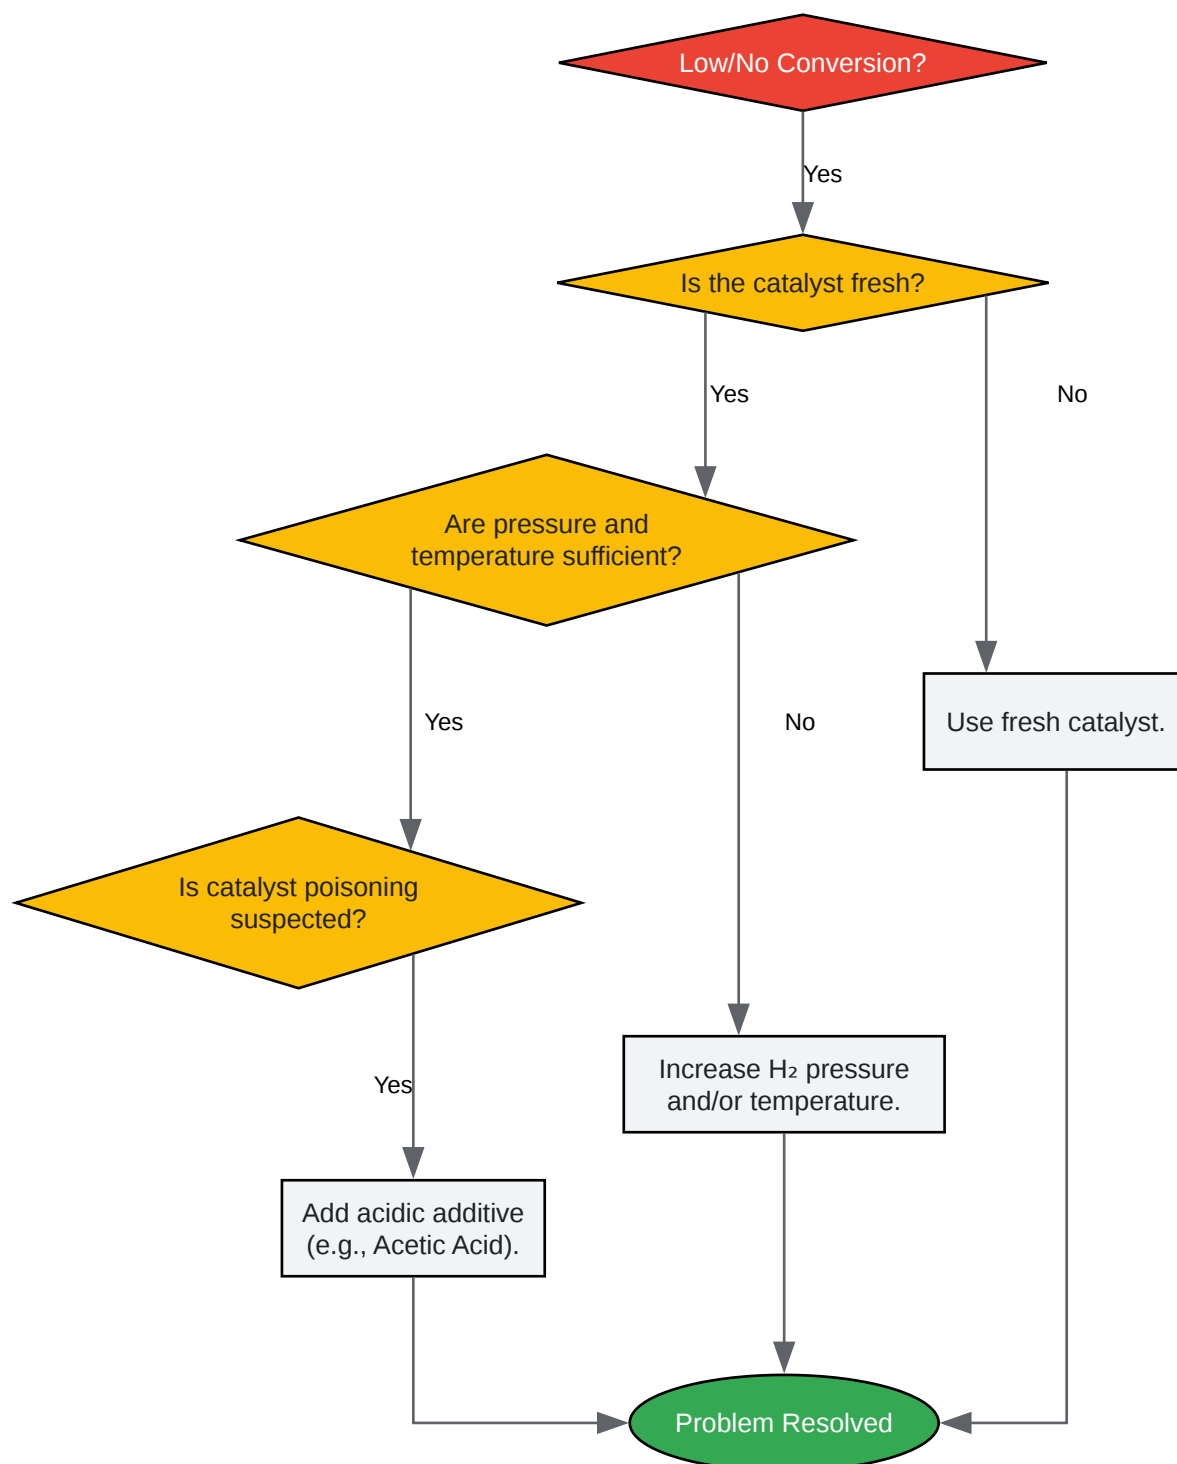 Low/No Conversion?
Yes
Is the catalyst fresh?
Yes
No
Are pressure and
temperature sufficient?
Yes
No
Use fresh catalyst.
Is catalyst poisoning
suspected?
Yes
Increase H₂ pressure
and/or temperature.
Add acidic additive
(e.g., Acetic Acid).
Problem Resolved